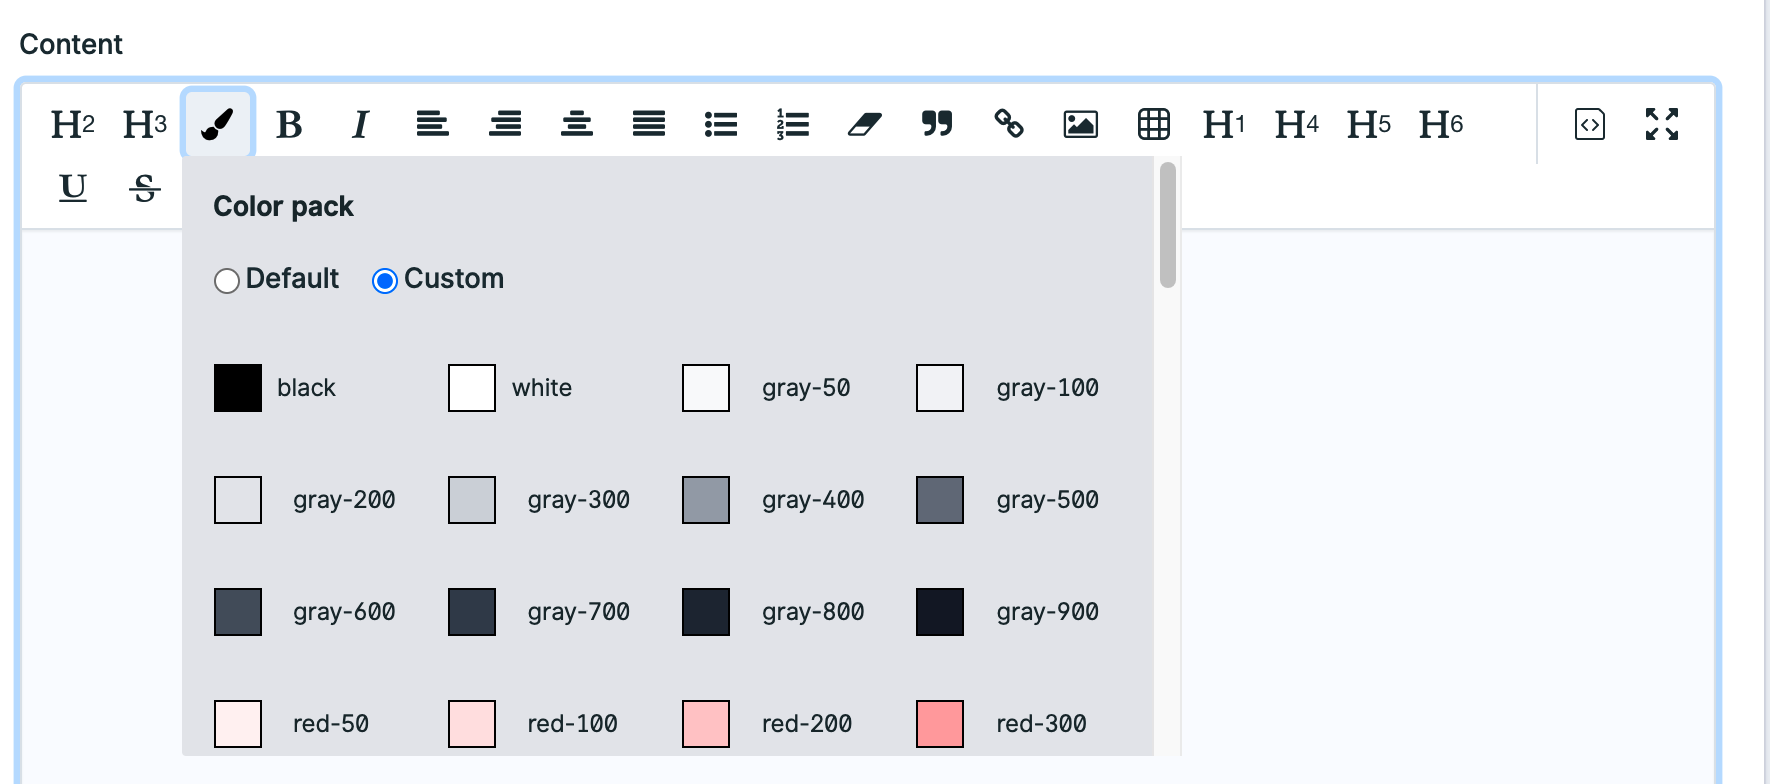 Content
H2 H3 B I H1 H4 H5 H6
U S
Color pack
Default Custom
black white gray-50 gray-100
gray-200 gray-300 gray-400 gray-500
gray-600 gray-700 gray-800 gray-900
red-50 red-100 red-200 red-300